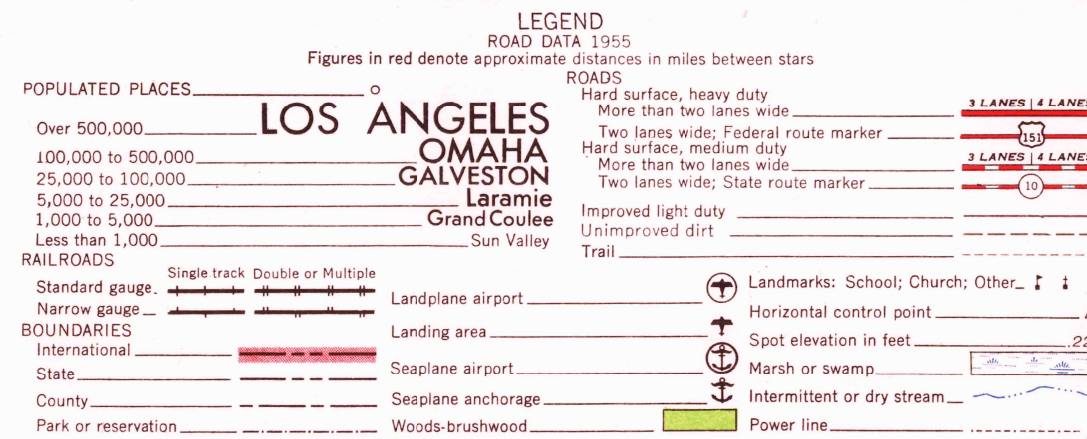 LEGEND
ROAD DATA 1955
Figures in red denote approximate distances in miles between stars
POPULATED PLACES
Over 500,000 LOS ANGELES
100,000 to 500,000 OMAHA
25,000 to 100,000 GALVESTON
5,000 to 25,000 Laramie
1,000 to 5,000 Grand Coulee
Less than 1,000 Sun Valley
RAILROADS
Single track Double or Multiple
Standard gauge
Narrow gauge
BOUNDARIES
International
State
County
Park or reservation
Landplane airport
Landing area
Seaplane airport
Seaplane anchorage
Woods-brushwood
ROADS
Hard surface, heavy duty
More than two lanes wide 3 LANES | 4 LANES
Two lanes wide; Federal route marker 151
Hard surface, medium duty
More than two lanes wide 3 LANES | 4 LANES
Two lanes wide; State route marker 10
Improved light duty
Unimproved dirt
Trail
Landmarks: School; Church; Other
Horizontal control point
Spot elevation in feet
Marsh or swamp
Intermittent or dry stream
Power line